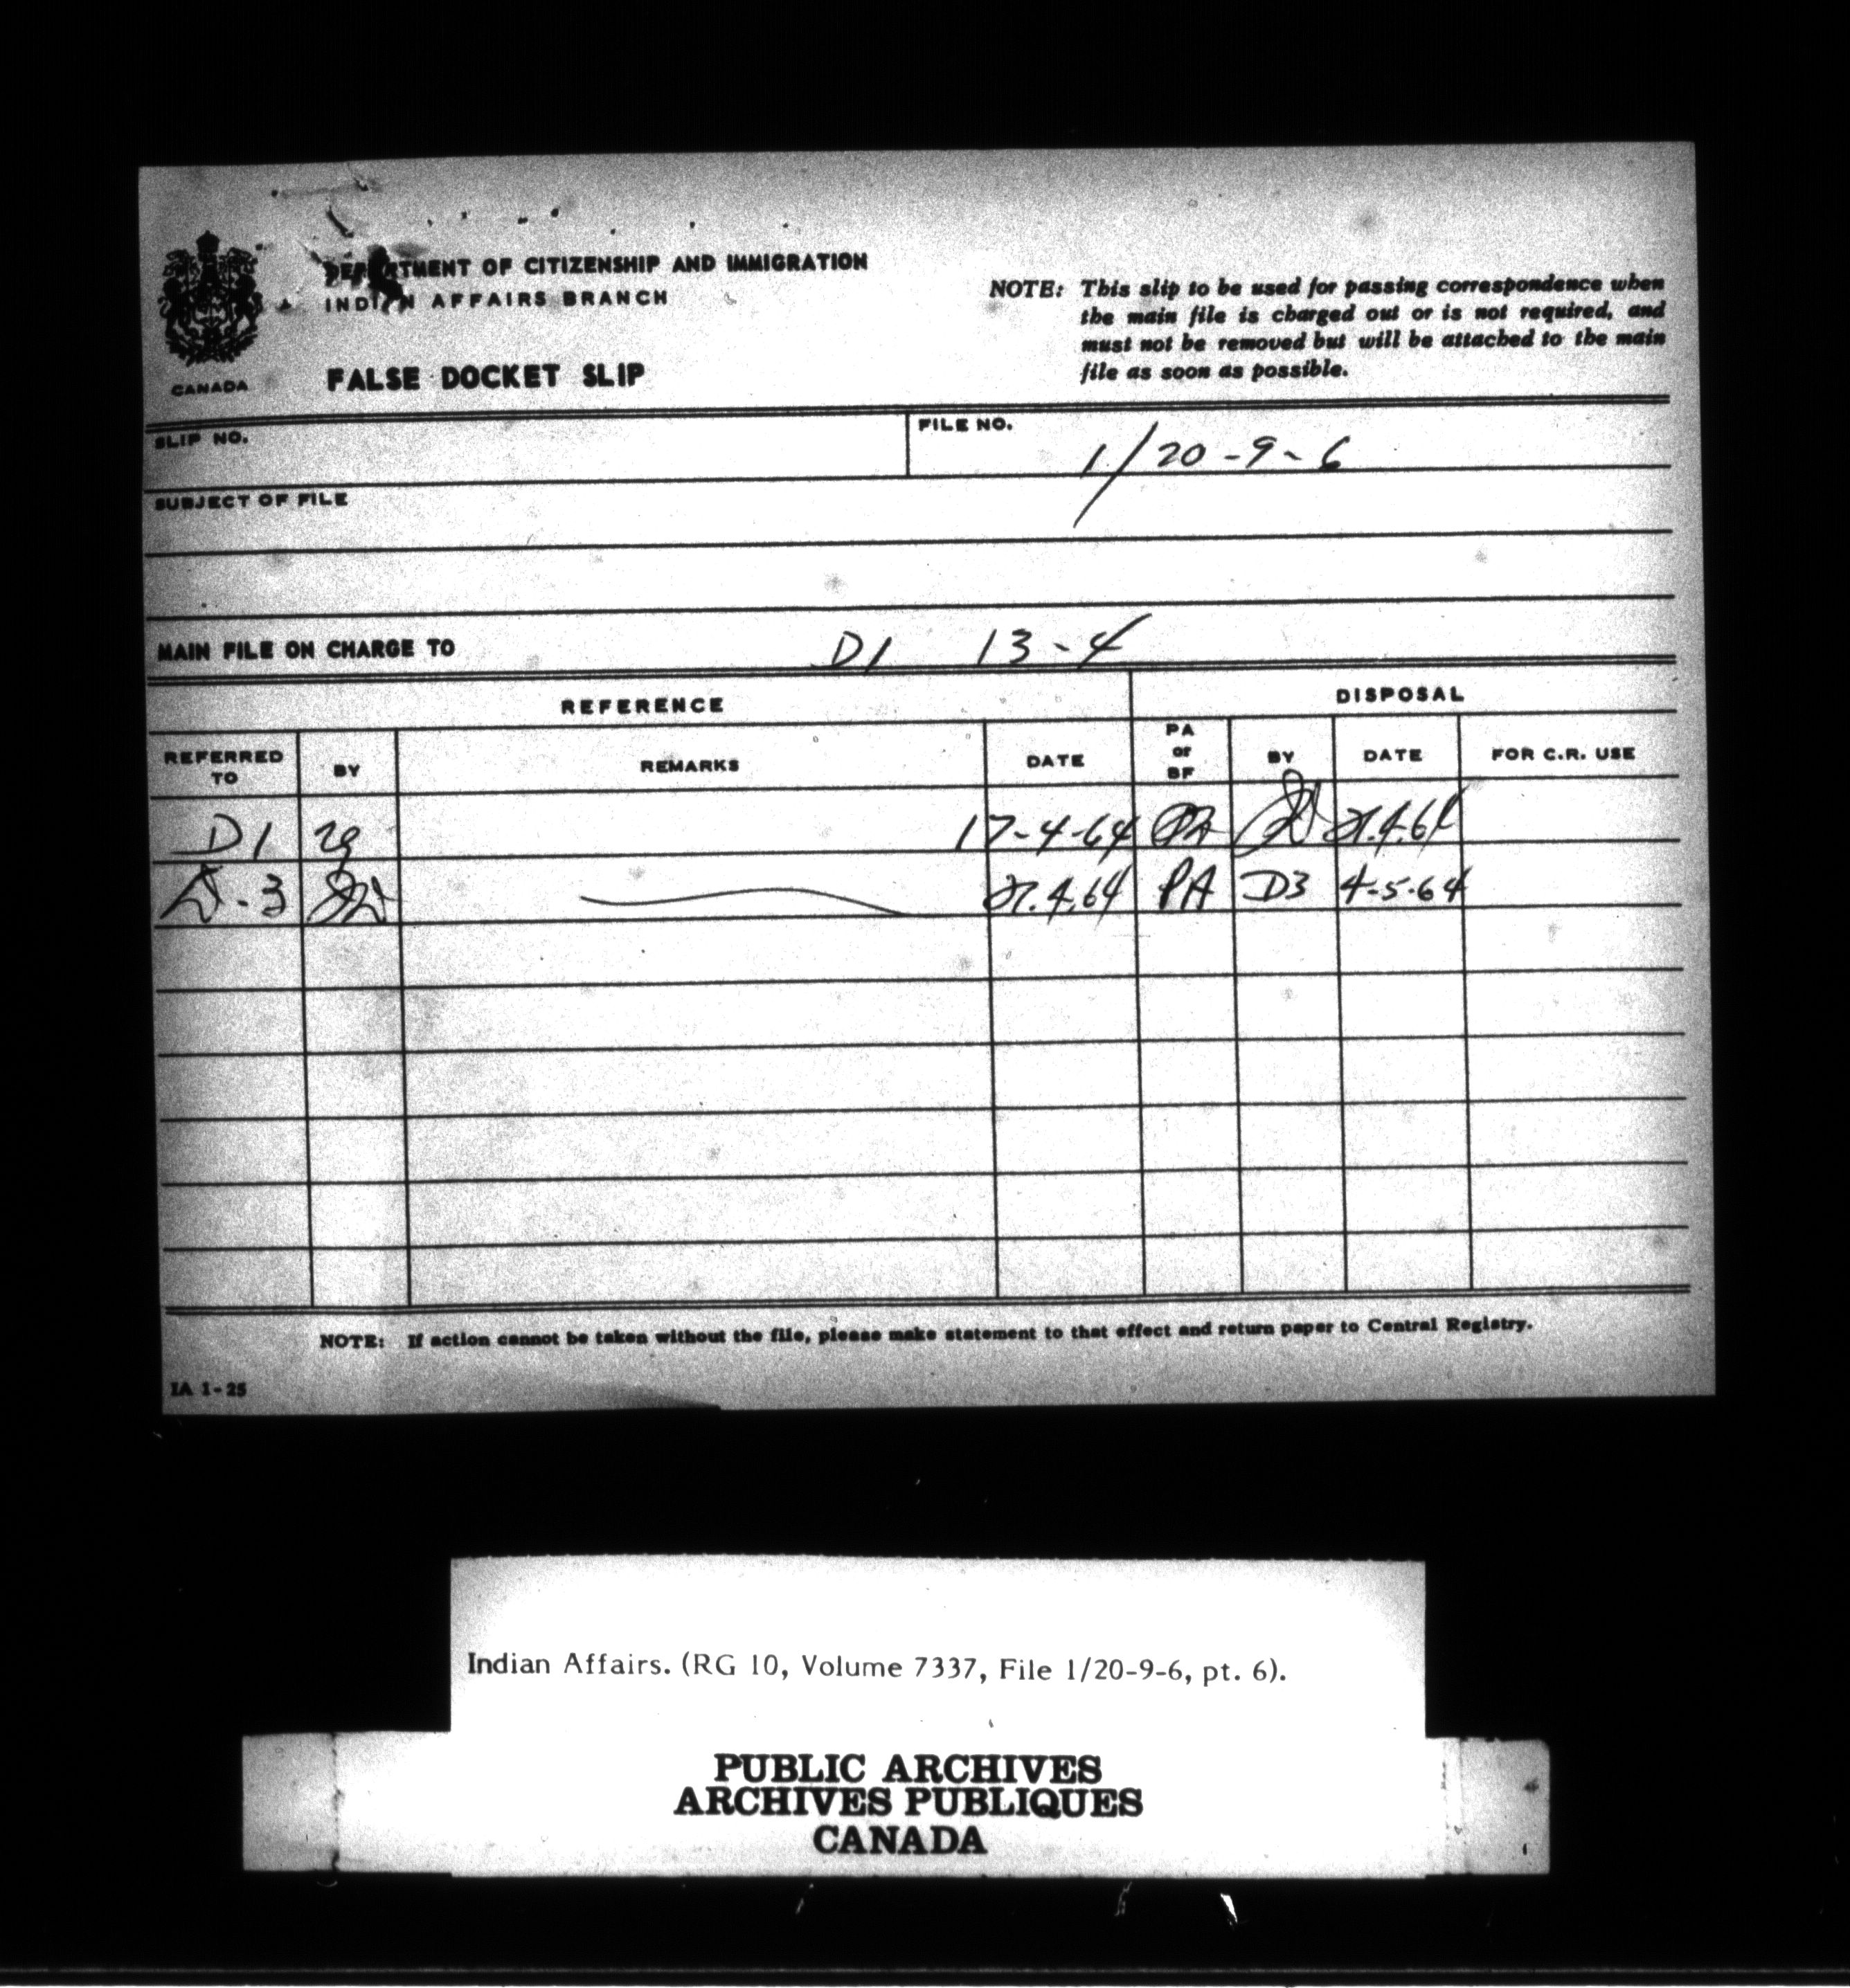 DEPARTMENT OF CITIZENSHIP AND IMMIGRATION
INDIAN AFFAIRS BRANCH
CANADA
FALSE DOCKET SLIP
NOTE: This slip to be used for passing correspondence when
the main file is charged out or is not required, and
must not be removed but will be attached to the main
file as soon as possible.
SLIP NO.
FILE NO. 1/20-9-6
SUBJECT OF FILE
MAIN FILE ON CHARGE TO D1 13-4
REFERENCE DISPOSAL
REFERRED TO BY REMARKS DATE PA or BF BY DATE FOR C.R. USE
D1 17-4-64 PA
D-3 PA D3 4-5-64
NOTE: If action cannot be taken without the file, please make statement to that effect and return paper to Central Registry.
IA 1-25
Indian Affairs. (RG 10, Volume 7337, File 1/20-9-6, pt. 6).
PUBLIC ARCHIVES
ARCHIVES PUBLIQUES
CANADA